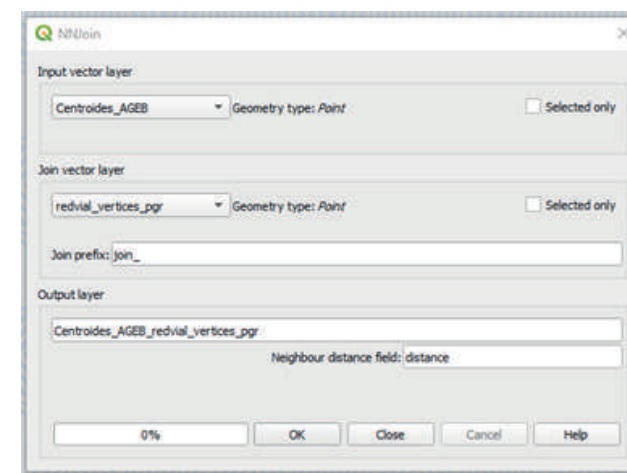 NNJoin
Input vector layer
Centroides_AGEB Geometry type: Point Selected only
Join vector layer
redvial_vertices_pgr Geometry type: Point Selected only
Join prefix: join_
Output layer
Centroides_AGEB_redvial_vertices_pgr
Neighbour distance field: distance
0% OK Close Cancel Help